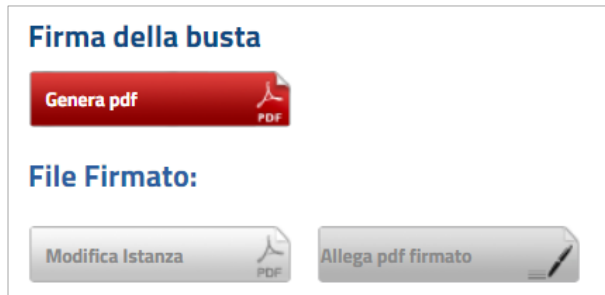 Firma della busta
Genera pdf
PDF
File Firmato:
Modifica Istanza
PDF
Allega pdf firmato